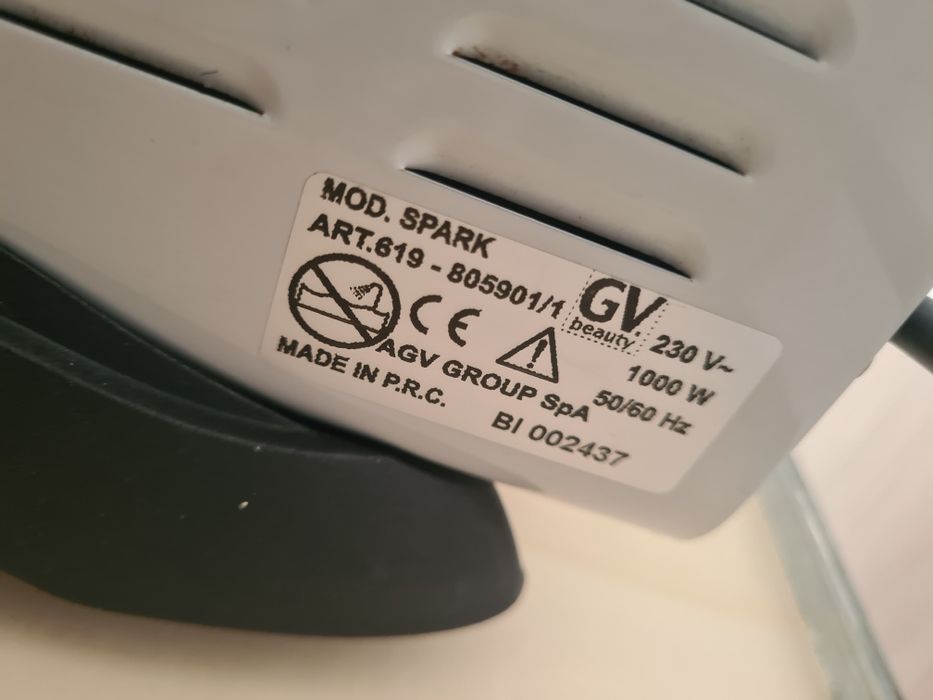 MOD. SPARK
ART.619 - 805901/1
GV
beauty
230 V~
1000 W
50/60 Hz
CE
AGV GROUP SpA
MADE IN P.R.C.
BI 002437